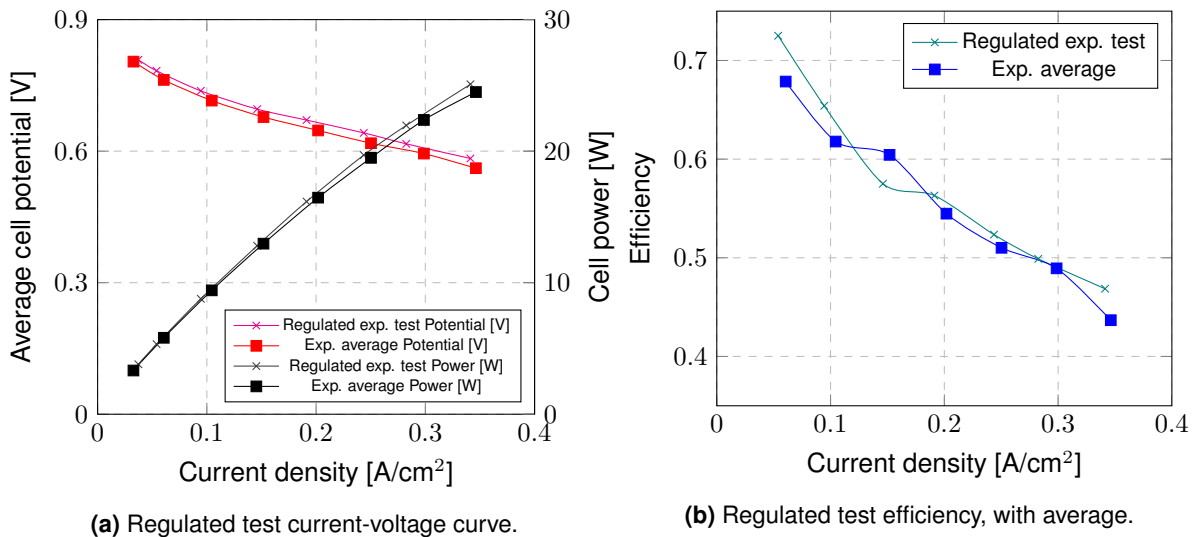 0.9
0.6
0.3
0
Average cell potential [V]
30
20
10
0
Cell power [W]
Regulated exp. test Potential [V]
Exp. average Potential [V]
Regulated exp. test Power [W]
Exp. average Power [W]
0 0.1 0.2 0.3 0.4
Current density [A/cm²]
(a) Regulated test current-voltage curve.
0.7
0.6
0.5
0.4
Efficiency
Regulated exp. test
Exp. average
0 0.1 0.2 0.3 0.4
Current density [A/cm²]
(b) Regulated test efficiency, with average.